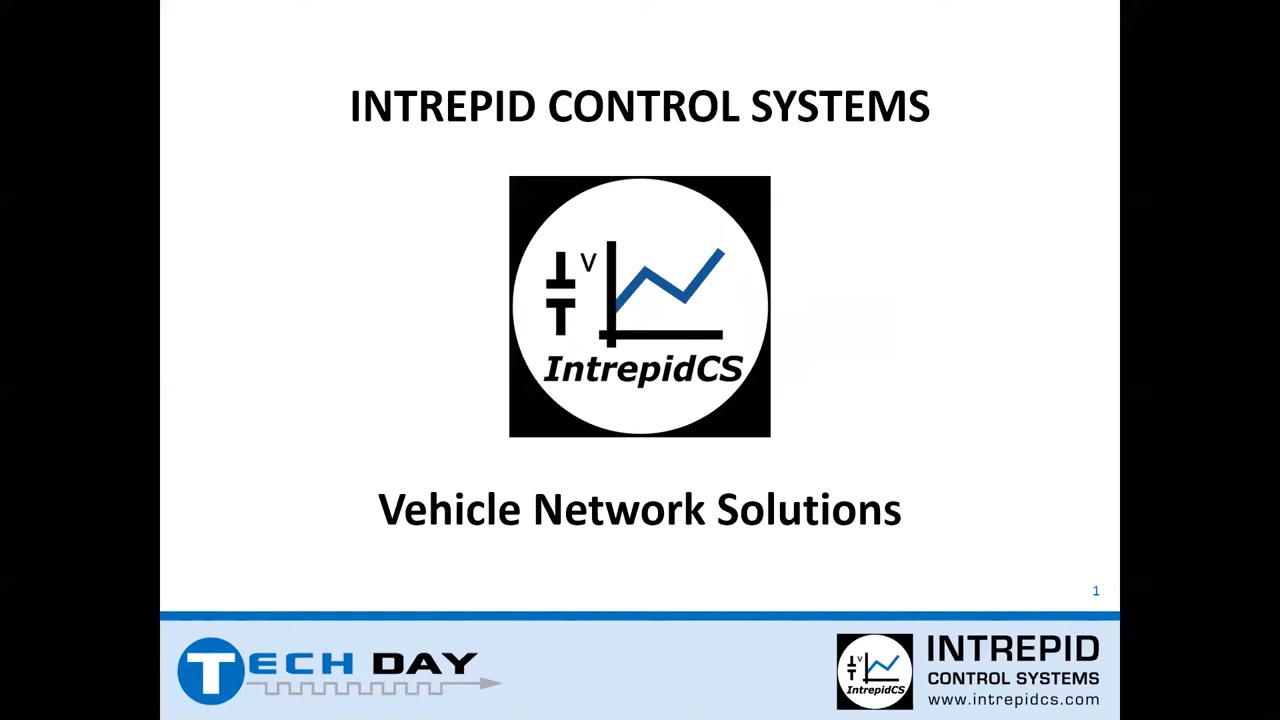 INTREPID CONTROL SYSTEMS
V
IntrepidCS
Vehicle Network Solutions
1
TECH DAY
V
IntrepidCS
INTREPID
CONTROL SYSTEMS
www.intrepidcs.com